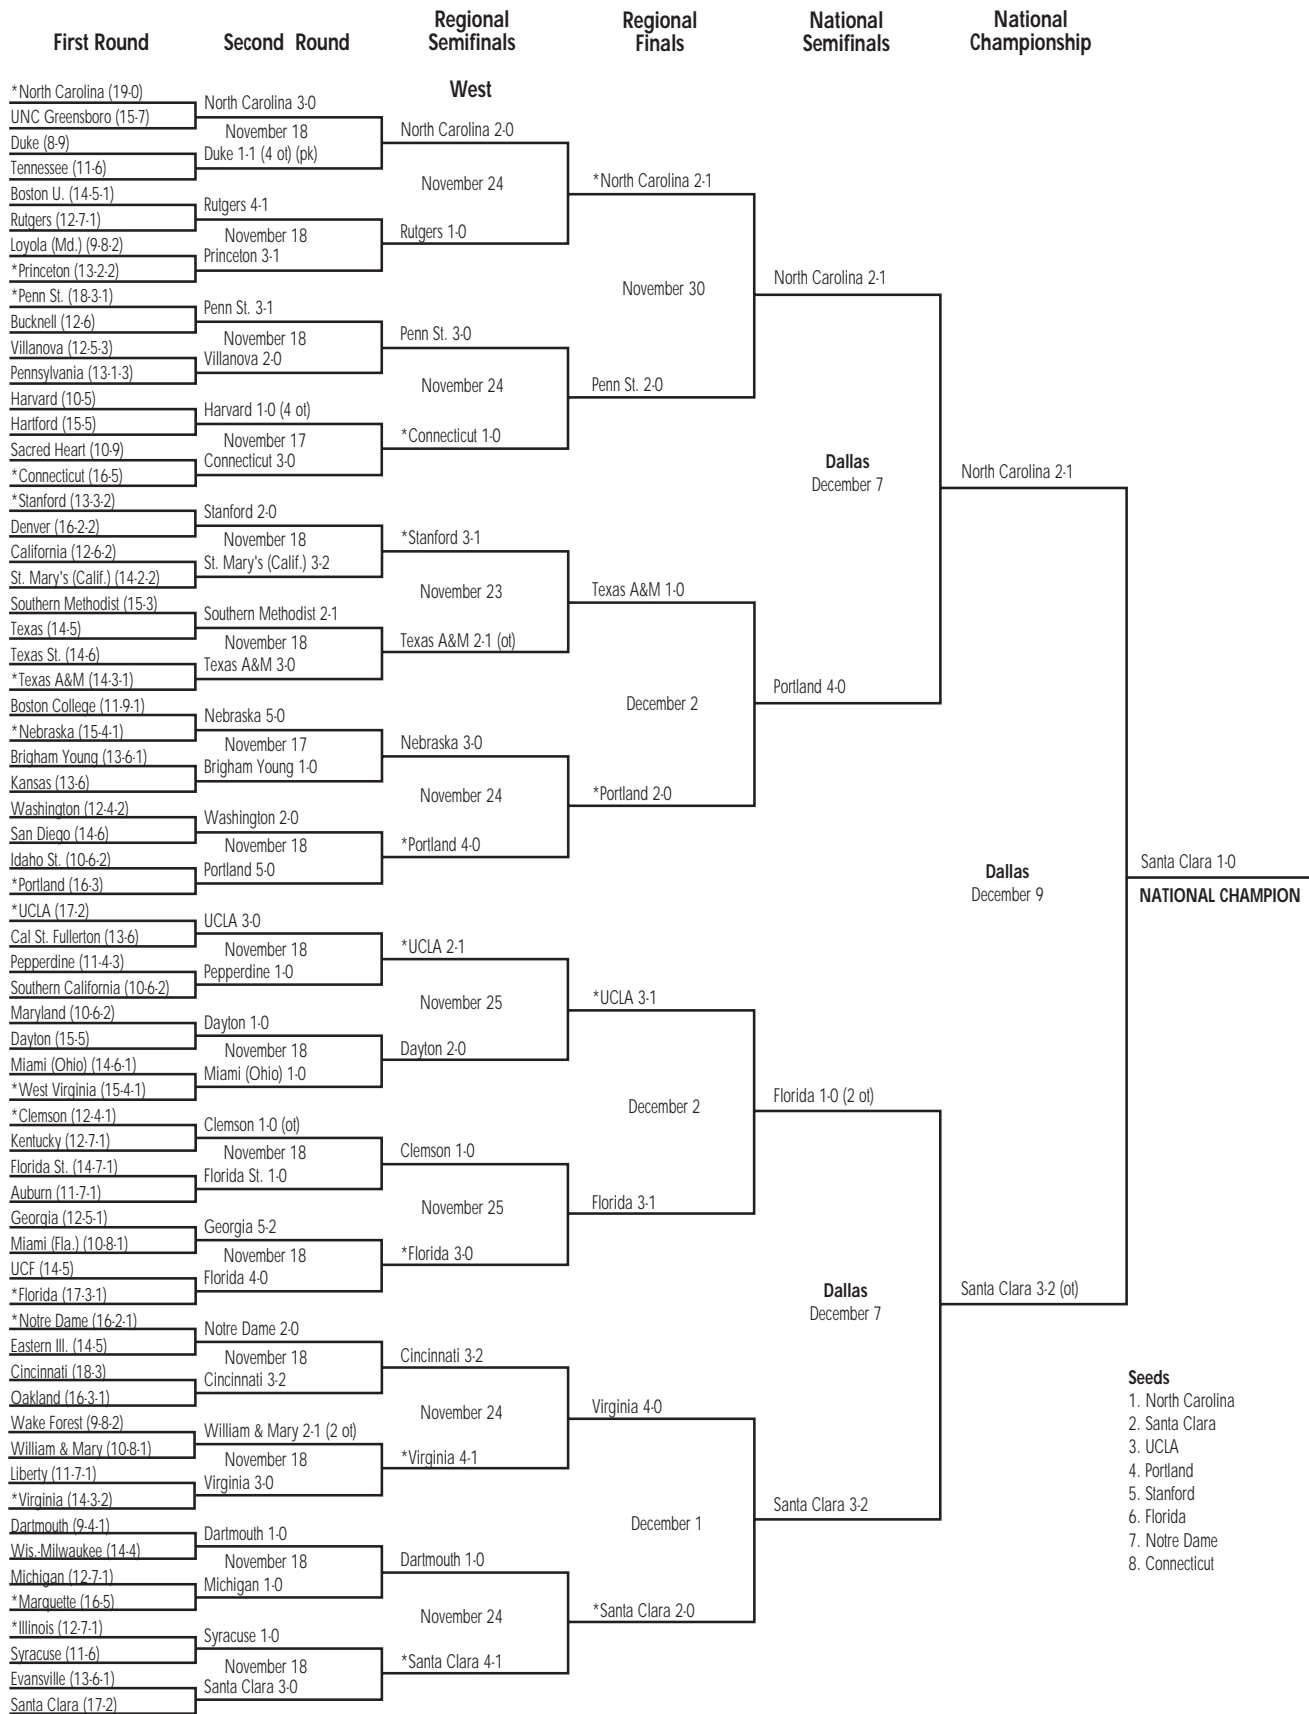 First Round
Second Round
Regional
Semifinals
Regional
Finals
National
Semifinals
National
Championship
West
*North Carolina (19-0)
UNC Greensboro (15-7)
Duke (8-9)
Tennessee (11-6)
Boston U. (14-5-1)
Rutgers (12-7-1)
Loyola (Md.) (9-8-2)
*Princeton (13-2-2)
*Penn St. (18-3-1)
Bucknell (12-6)
Villanova (12-5-3)
Pennsylvania (13-1-3)
Harvard (10-5)
Hartford (15-5)
Sacred Heart (10-9)
*Connecticut (16-5)
*Stanford (13-3-2)
Denver (16-2-2)
California (12-6-2)
St. Mary's (Calif.) (14-2-2)
Southern Methodist (15-3)
Texas (14-5)
Texas St. (14-6)
*Texas A&M (14-3-1)
Boston College (11-9-1)
*Nebraska (15-4-1)
Brigham Young (13-6-1)
Kansas (13-6)
Washington (12-4-2)
San Diego (14-6)
Idaho St. (10-6-2)
*Portland (16-3)
*UCLA (17-2)
Cal St. Fullerton (13-6)
Pepperdine (11-4-3)
Southern California (10-6-2)
Maryland (10-6-2)
Dayton (15-5)
Miami (Ohio) (14-6-1)
*West Virginia (15-4-1)
*Clemson (12-4-1)
Kentucky (12-7-1)
Florida St. (14-7-1)
Auburn (11-7-1)
Georgia (12-5-1)
Miami (Fla.) (10-8-1)
UCF (14-5)
*Florida (17-3-1)
*Notre Dame (16-2-1)
Eastern Ill. (14-5)
Cincinnati (18-3)
Oakland (16-3-1)
Wake Forest (9-8-2)
William & Mary (10-8-1)
Liberty (11-7-1)
*Virginia (14-3-2)
Dartmouth (9-4-1)
Wis.-Milwaukee (14-4)
Michigan (12-7-1)
*Marquette (16-5)
*Illinois (12-7-1)
Syracuse (11-6)
Evansville (13-6-1)
Santa Clara (17-2)
North Carolina 3-0
November 18
Duke 1-1 (4 ot) (pk)
Rutgers 4-1
November 18
Princeton 3-1
Penn St. 3-1
November 18
Villanova 2-0
Harvard 1-0 (4 ot)
November 17
Connecticut 3-0
Stanford 2-0
November 18
St. Mary's (Calif.) 3-2
Southern Methodist 2-1
November 18
Texas A&M 3-0
Nebraska 5-0
November 17
Brigham Young 1-0
Washington 2-0
November 18
Portland 5-0
UCLA 3-0
November 18
Pepperdine 1-0
Dayton 1-0
November 18
Miami (Ohio) 1-0
Clemson 1-0 (ot)
November 18
Florida St. 1-0
Georgia 5-2
November 18
Florida 4-0
Notre Dame 2-0
November 18
Cincinnati 3-2
William & Mary 2-1 (2 ot)
November 18
Virginia 3-0
Dartmouth 1-0
November 18
Michigan 1-0
Syracuse 1-0
November 18
Santa Clara 3-0
North Carolina 2-0
November 24
Rutgers 1-0
Penn St. 3-0
November 24
*Connecticut 1-0
*Stanford 3-1
November 23
Texas A&M 2-1 (ot)
Nebraska 3-0
November 24
*Portland 4-0
*UCLA 2-1
November 25
Dayton 2-0
Clemson 1-0
November 25
*Florida 3-0
Cincinnati 3-2
November 24
*Virginia 4-1
Dartmouth 1-0
November 24
*Santa Clara 4-1
*North Carolina 2-1
November 30
Penn St. 2-0
Texas A&M 1-0
December 2
*Portland 2-0
*UCLA 3-1
December 2
Florida 3-1
Virginia 4-0
December 1
*Santa Clara 2-0
North Carolina 2-1
Dallas
December 7
Portland 4-0
Florida 1-0 (2 ot)
Dallas
December 7
Santa Clara 3-2
North Carolina 2-1
Dallas
December 9
Santa Clara 3-2 (ot)
Santa Clara 1-0
NATIONAL CHAMPION
Seeds
1. North Carolina
2. Santa Clara
3. UCLA
4. Portland
5. Stanford
6. Florida
7. Notre Dame
8. Connecticut